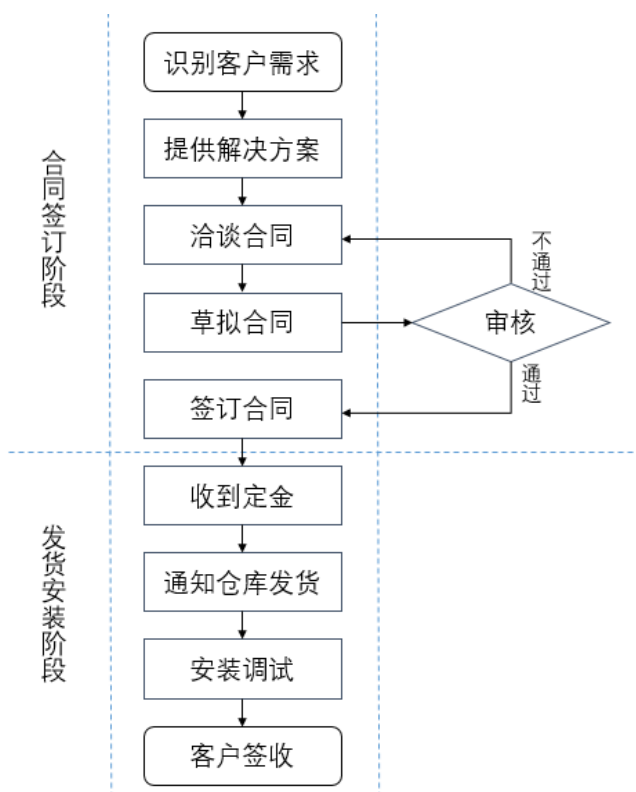 识别客户需求
提供解决方案
合同签订阶段
洽谈合同
不通过
草拟合同
审核
通过
签订合同
收到定金
发货安装阶段
通知仓库发货
安装调试
客户签收